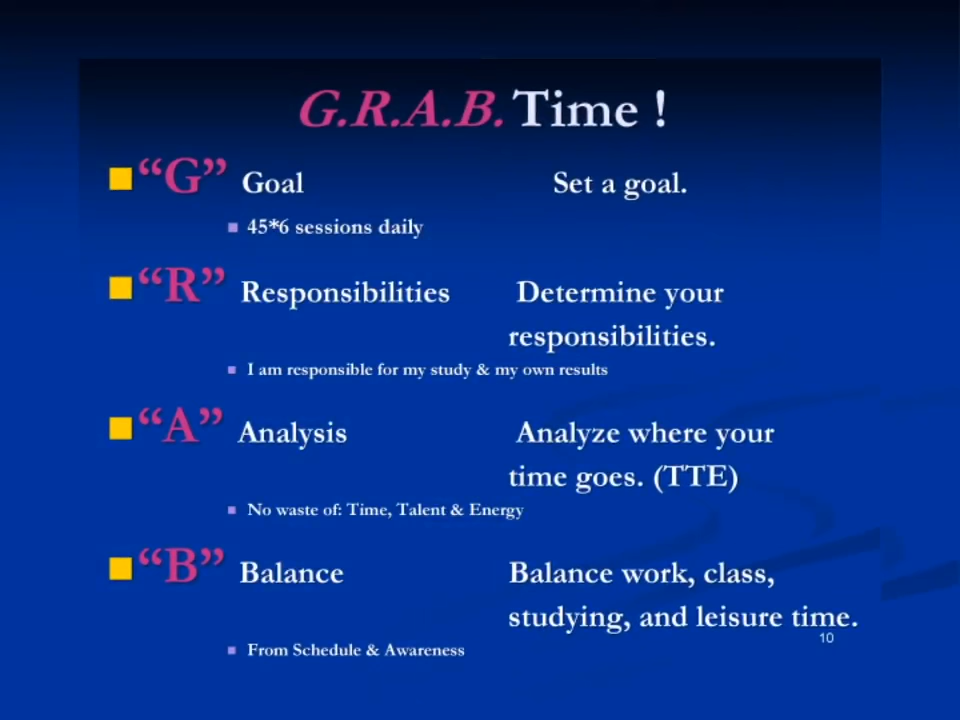 G.R.A.B. Time !
“G” Goal Set a goal.
45*6 sessions daily
“R” Responsibilities Determine your
responsibilities.
I am responsible for my study & my own results
“A” Analysis Analyze where your
time goes. (TTE)
No waste of: Time, Talent & Energy
“B” Balance Balance work, class,
studying, and leisure time.
10
From Schedule & Awareness